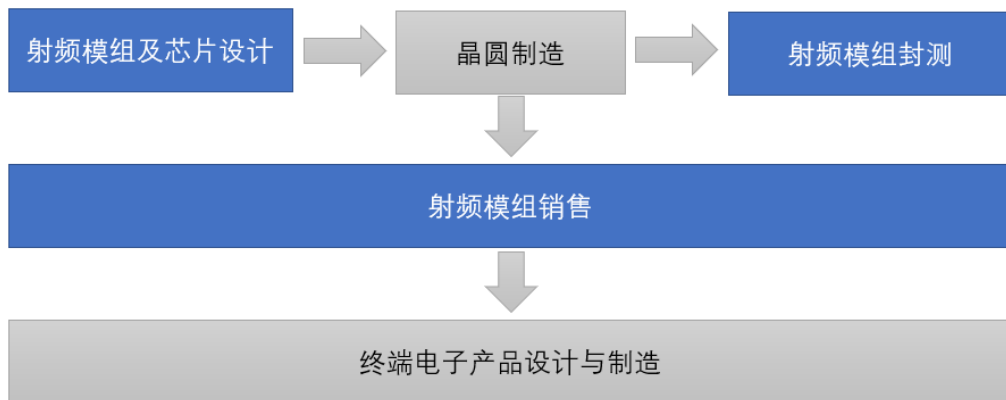 射频模组及芯片设计
晶圆制造
射频模组封测
射频模组销售
终端电子产品设计与制造